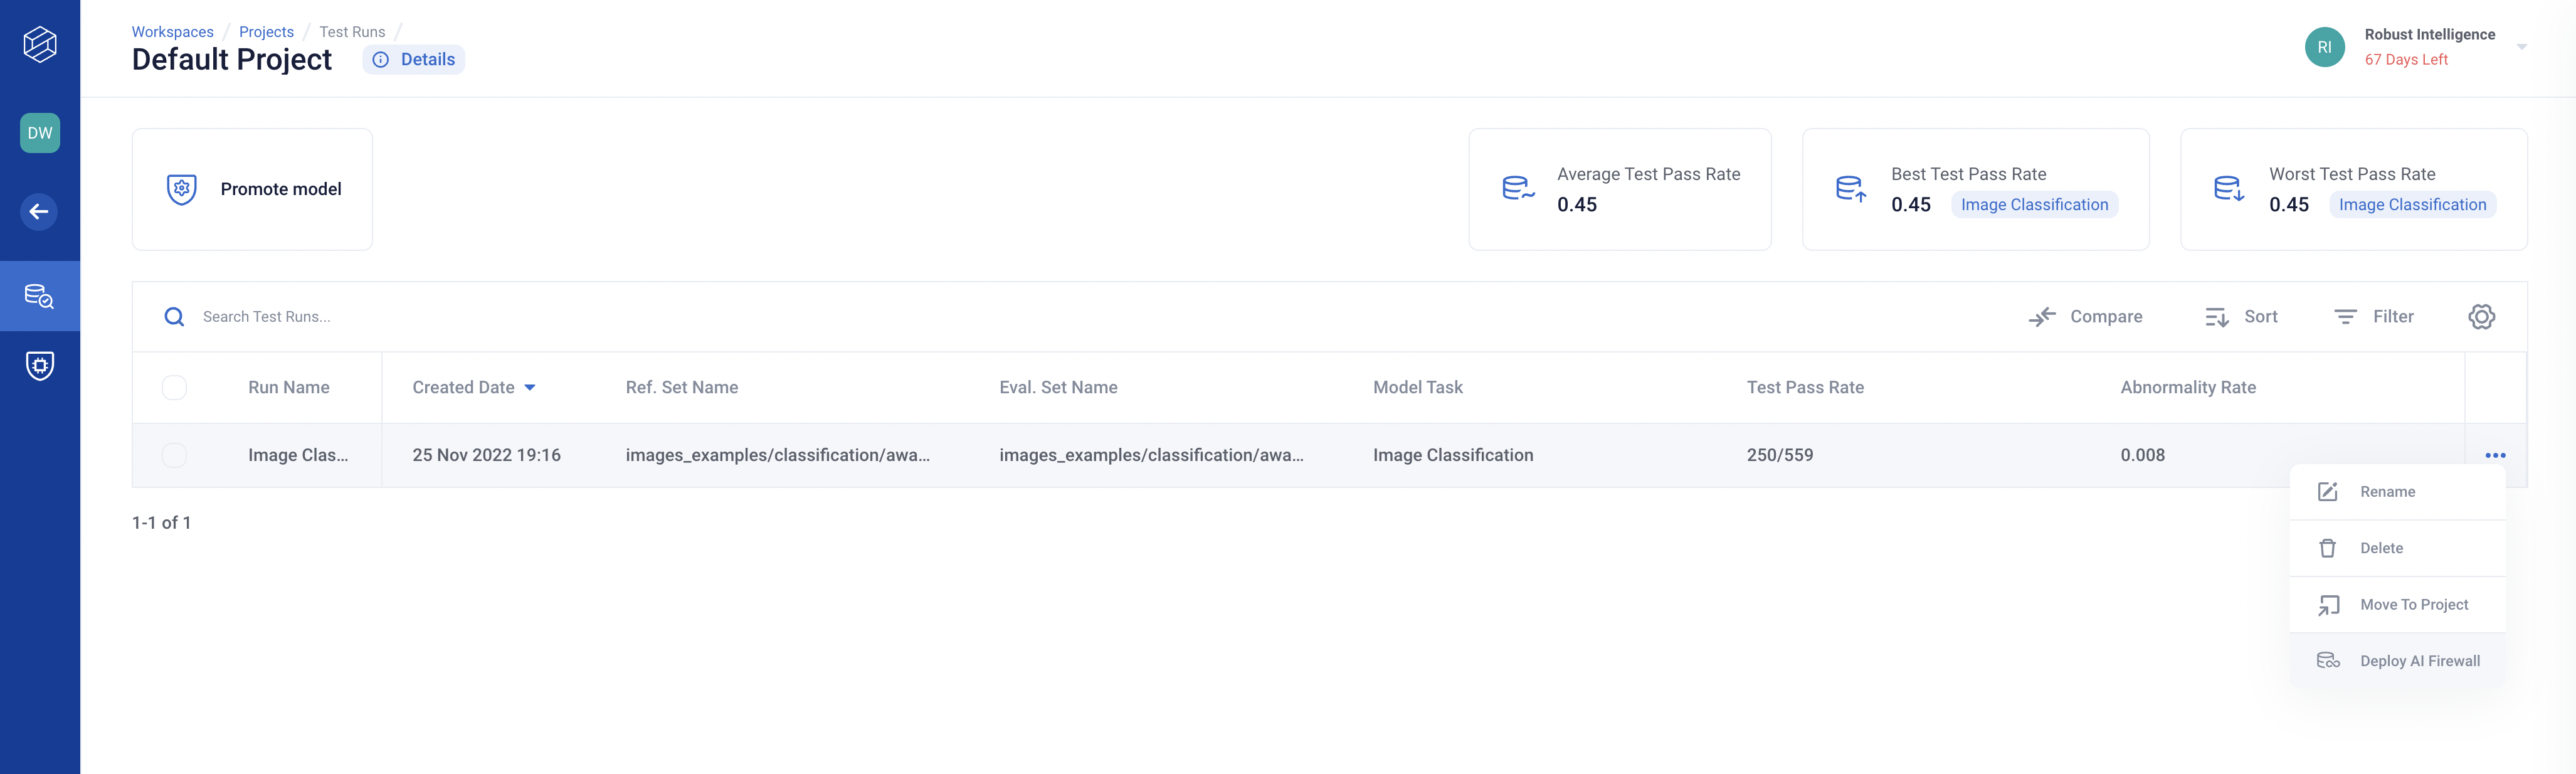 Workspaces / Projects / Test Runs /
Default Project
Details
Robust Intelligence
RI
67 Days Left
DW
Promote model
Average Test Pass Rate
0.45
Best Test Pass Rate
0.45 Image Classification
Worst Test Pass Rate
0.45 Image Classification
Search Test Runs...
Compare
Sort
Filter
Run Name Created Date Ref. Set Name Eval. Set Name Model Task Test Pass Rate Abnormality Rate
Image Clas... 25 Nov 2022 19:16 images_examples/classification/awa... images_examples/classification/awa... Image Classification 250/559 0.008
Rename
Delete
Move To Project
Deploy AI Firewall
1-1 of 1